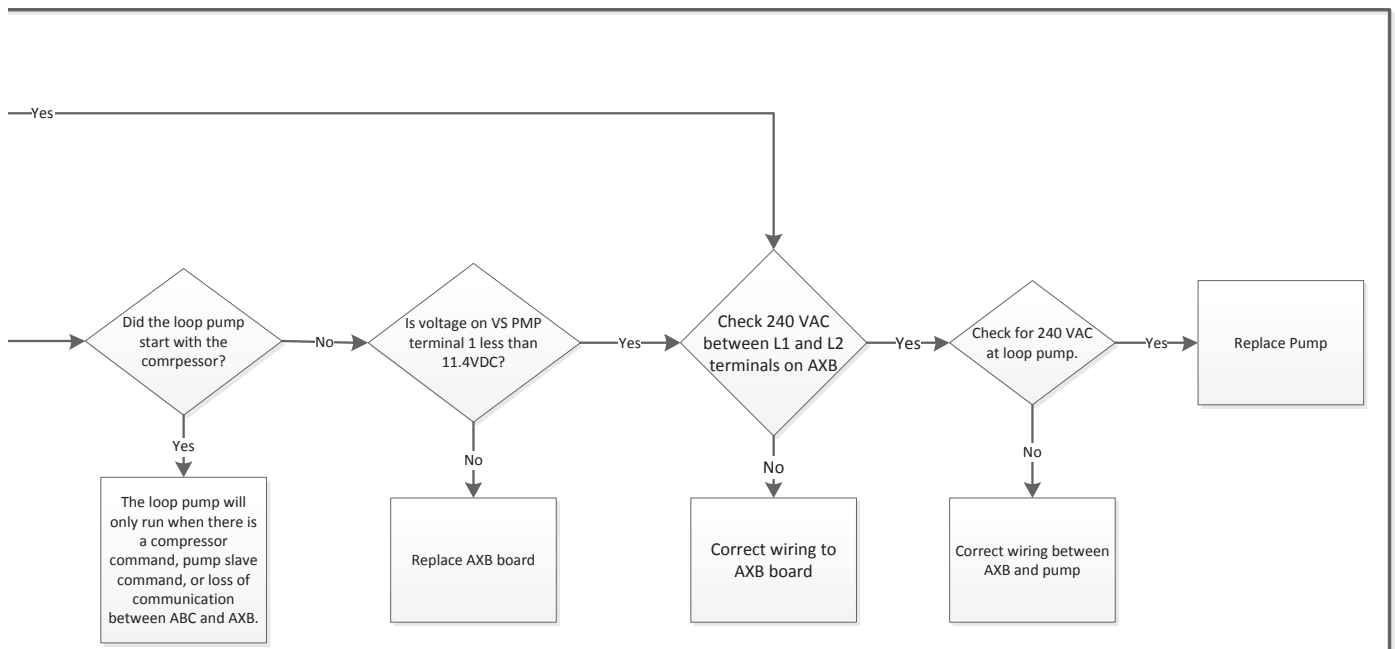 Yes
Did the loop pump
start with the
comrpessor?
No
Is voltage on VS PMP
terminal 1 less than
11.4VDC?
Yes
Check 240 VAC
between L1 and L2
terminals on AXB
Yes
Check for 240 VAC
at loop pump.
Yes
Replace Pump
Yes
No
No
No
The loop pump will
only run when there is
a compressor
command, pump slave
command, or loss of
communication
between ABC and AXB.
Replace AXB board
Correct wiring to
AXB board
Correct wiring between
AXB and pump